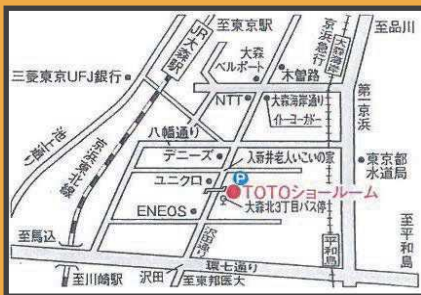 至東京駅
至品川
JR大森駅
京浜急行
大森海岸
大森
ベルポート
木曽路
三菱東京UFJ銀行
NTT
大森海岸通り
イトーヨーカドー
第一京浜
池上通り
京浜東北線
八幡通り
デニーズ
入新井老人いこいの家
東京都
水道局
ユニクロ
P
TOTOショールーム
大森北3丁目バス停
ENEOS
沢田通り
平和島
至平和島
至馬込
環七通り
至川崎駅
沢田
至東邦医大